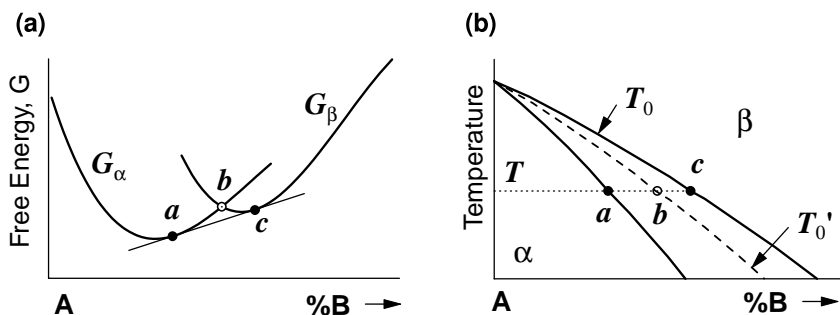 (a)
Free Energy, G
Gα
Gβ
a
b
c
A
%B
(b)
Temperature
T0
β
T
a
b
c
T0'
α
A
%B